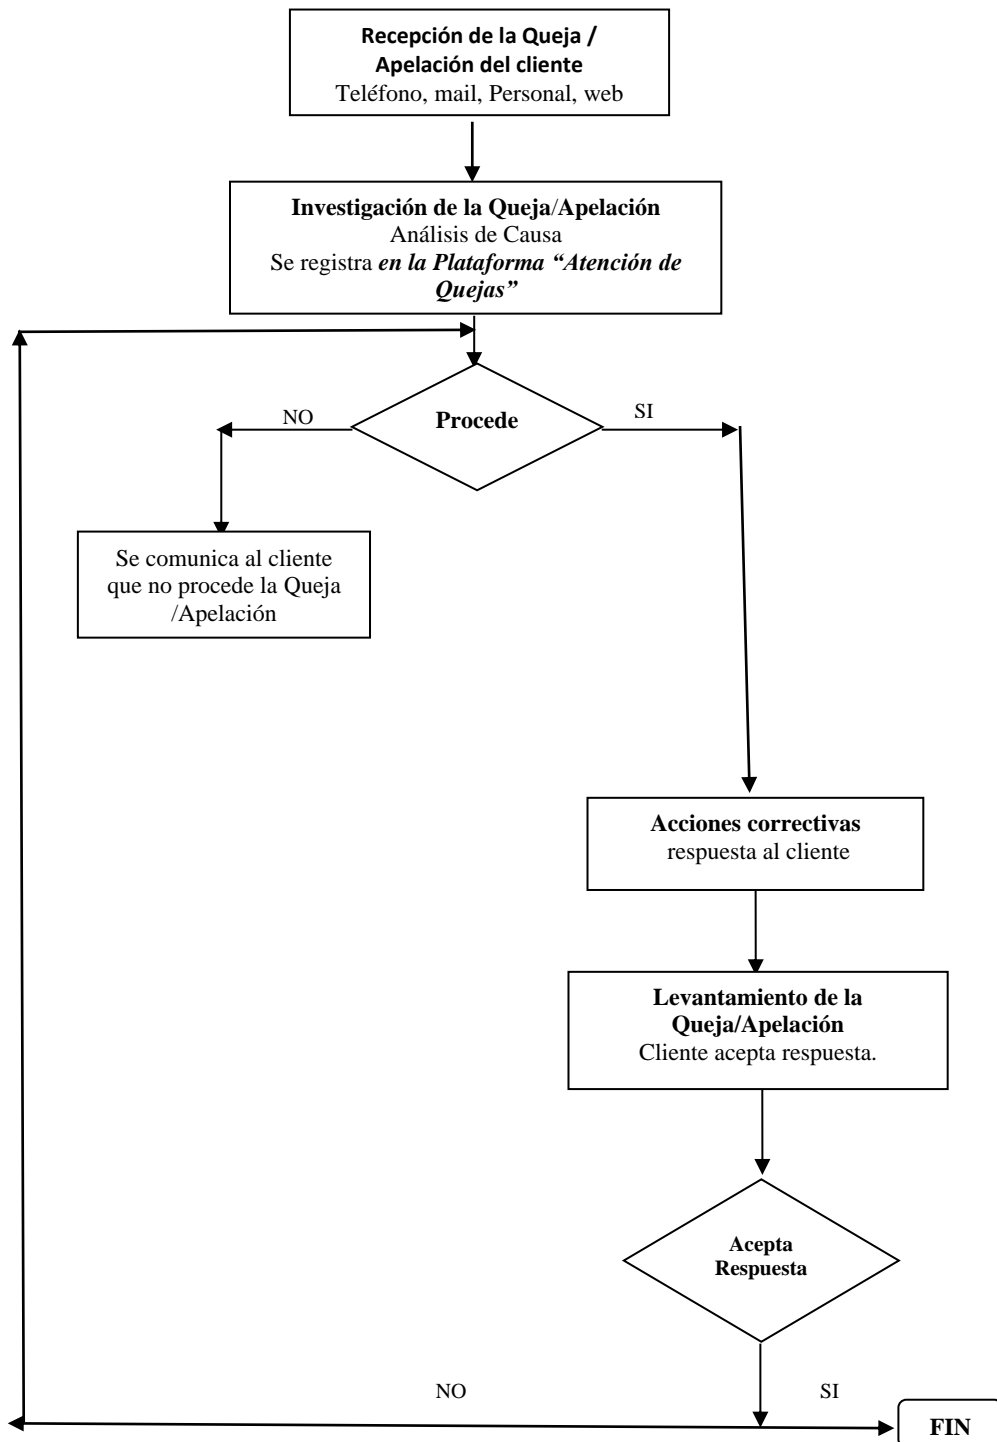 Recepción de la Queja /
Apelación del cliente
Teléfono, mail, Personal, web
Investigación de la Queja/Apelación
Análisis de Causa
Se registra en la Plataforma “Atención de
Quejas”
Procede
NO
SI
Se comunica al cliente
que no procede la Queja
/Apelación
Acciones correctivas
respuesta al cliente
Levantamiento de la
Queja/Apelación
Cliente acepta respuesta.
Acepta
Respuesta
NO
SI
FIN